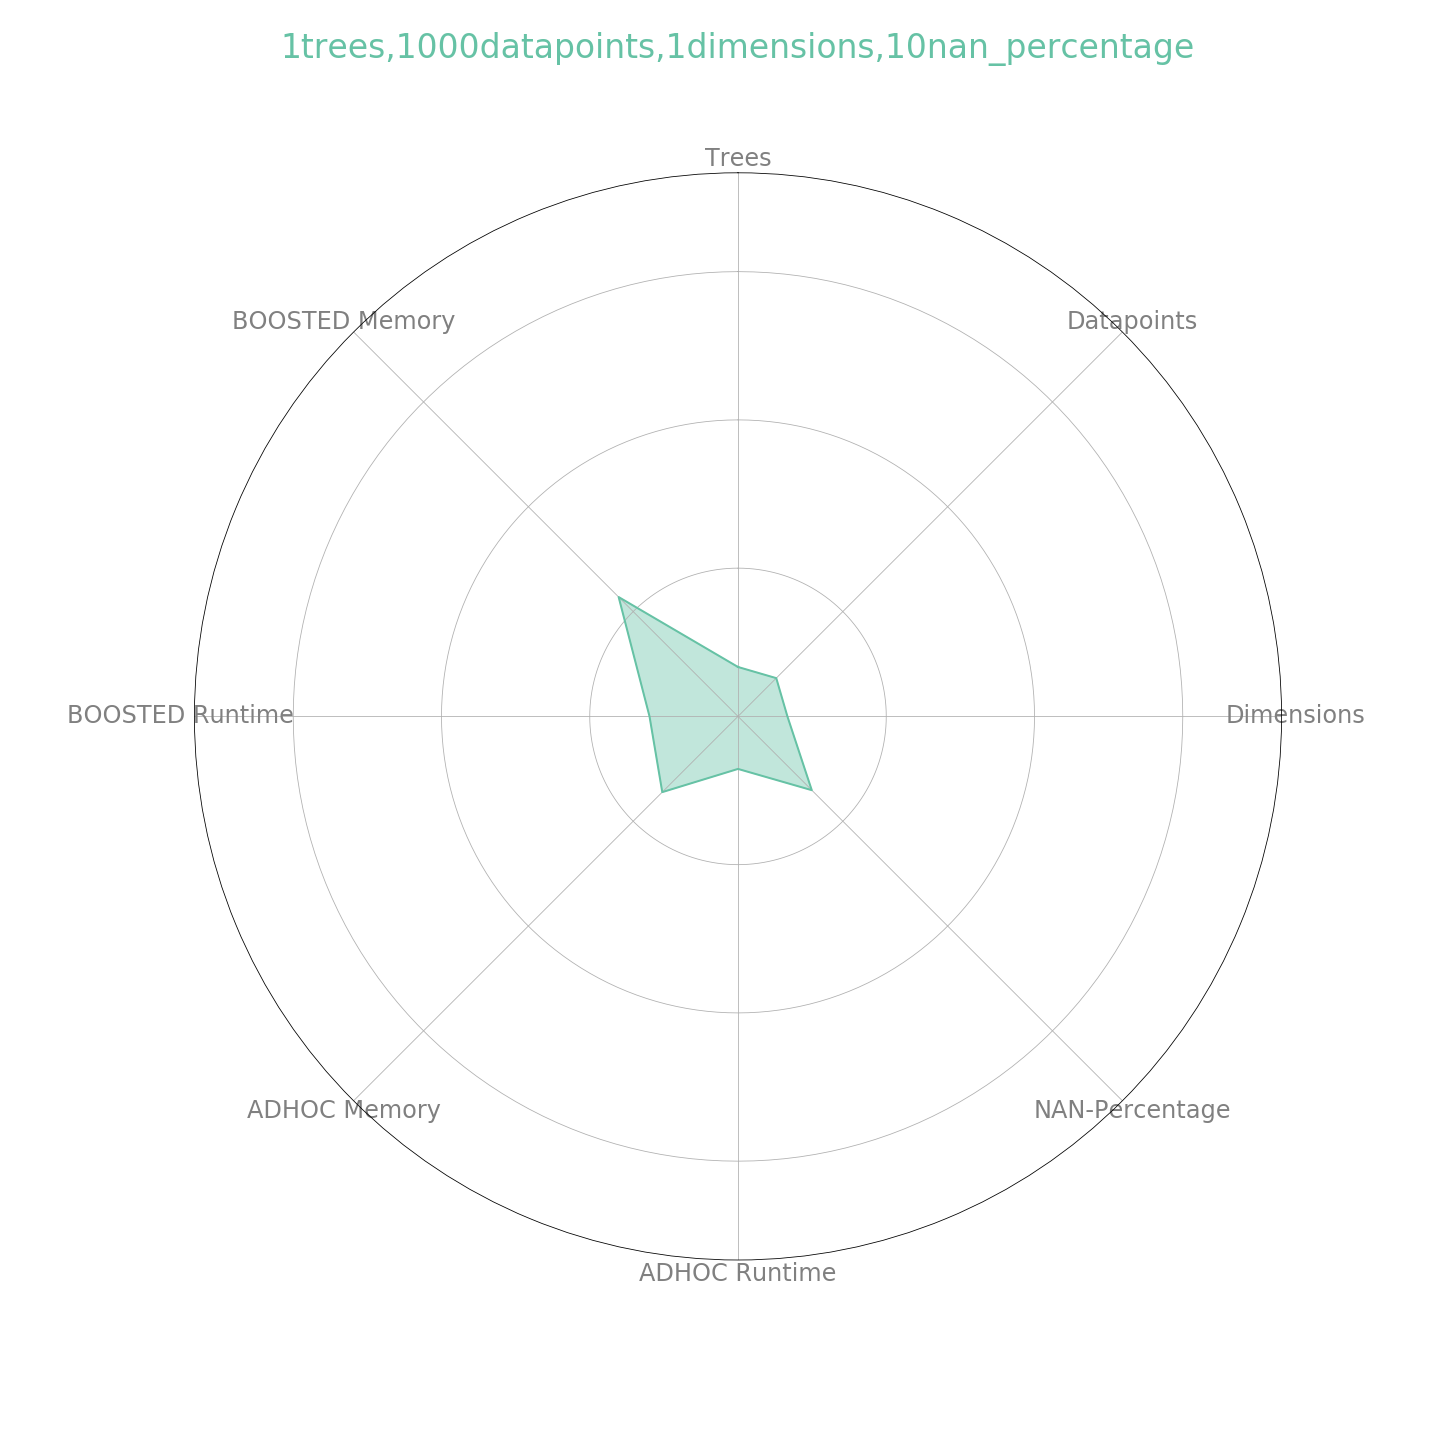 1trees,1000datapoints,1dimensions,10nan_percentage
Trees
BOOSTED Memory
Datapoints
BOOSTED Runtime
Dimensions
ADHOC Memory
NAN-Percentage
ADHOC Runtime